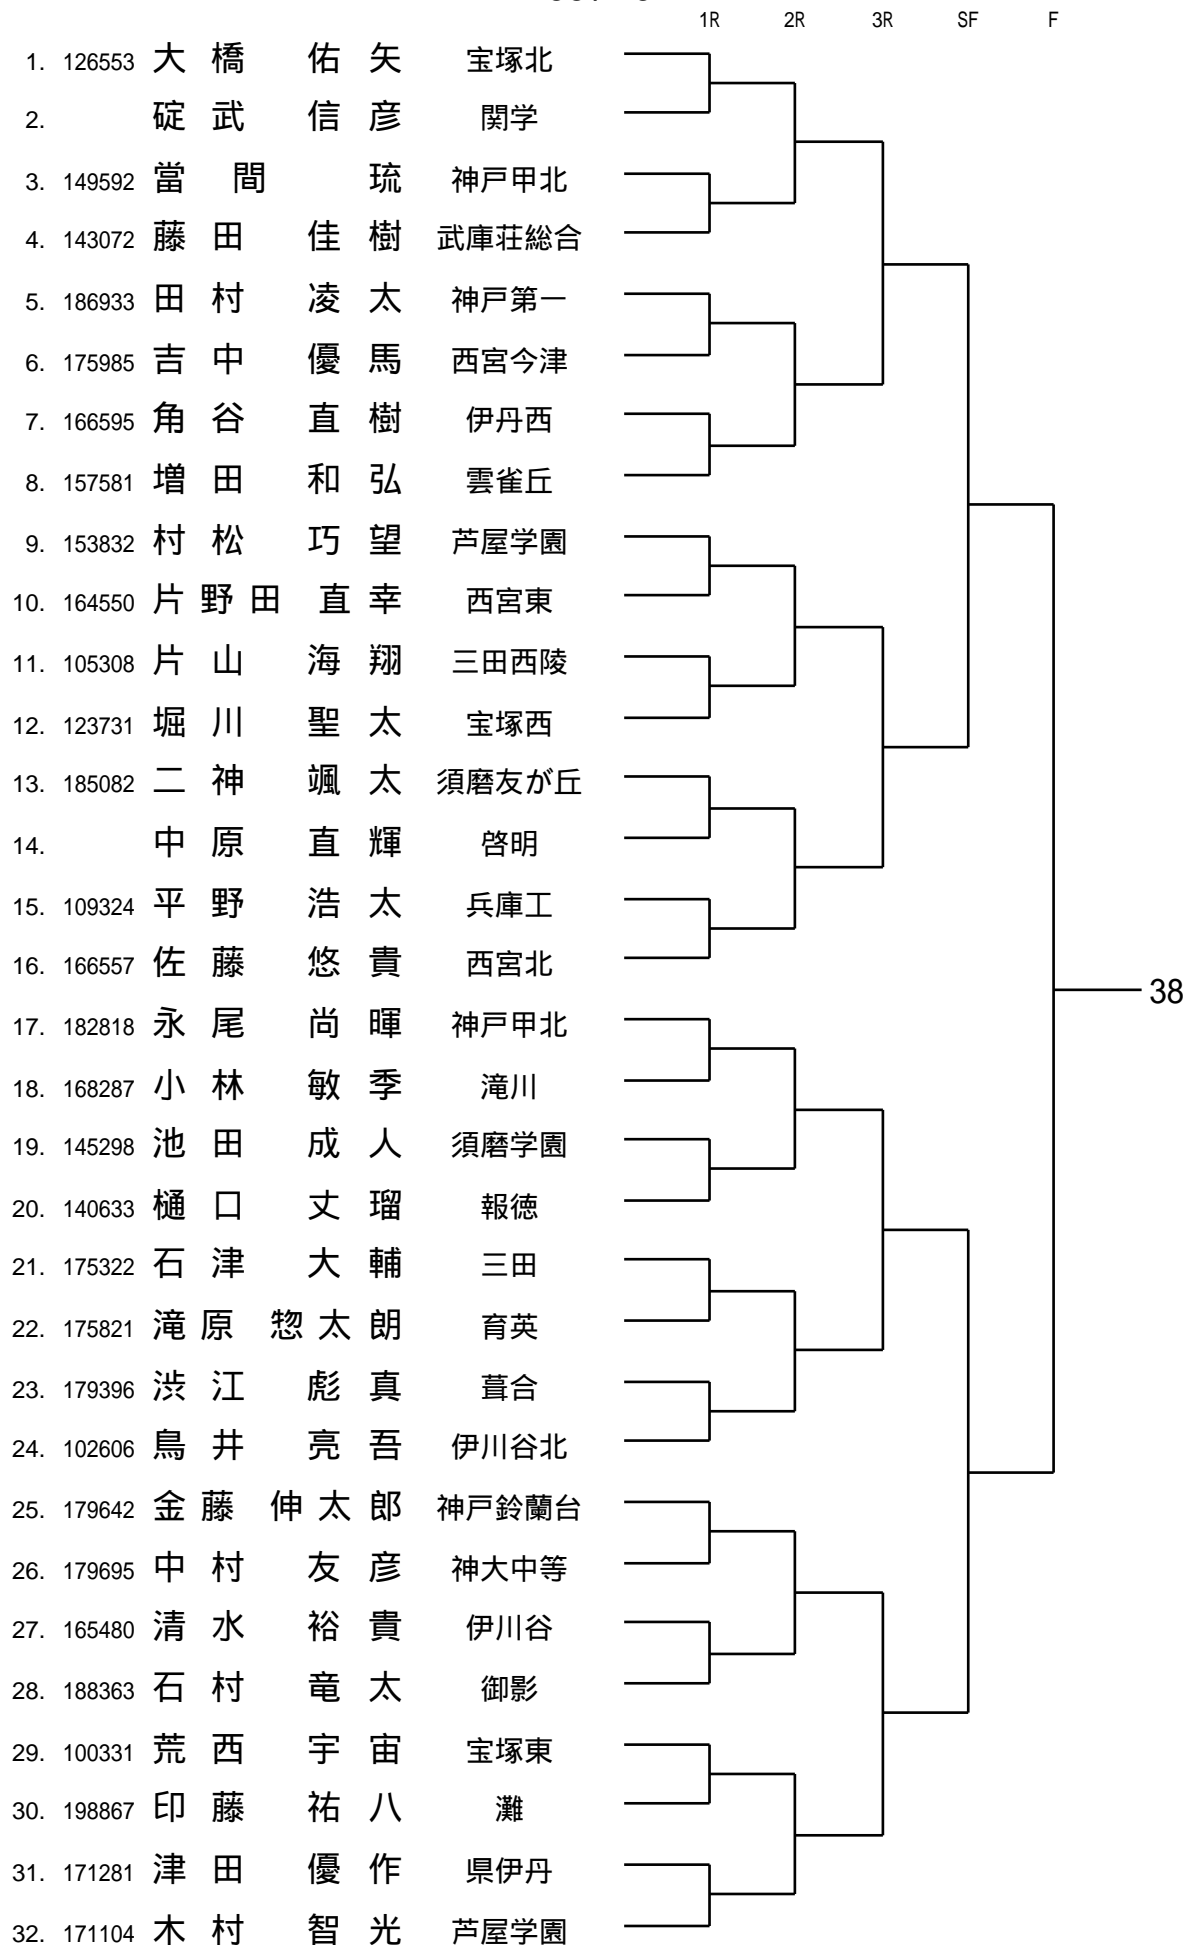 1R 2R 3R SF F
1. 126553 大橋 佑矢 宝塚北
2. 碇武 信彦 関学
3. 149592 當間 琉 神戸甲北
4. 143072 藤田 佳樹 武庫荘総合
5. 186933 田村 凌太 神戸第一
6. 175985 吉中 優馬 西宮今津
7. 166595 角谷 直樹 伊丹西
8. 157581 増田 和弘 雲雀丘
9. 153832 村松 巧望 芦屋学園
10. 164550 片野田 直幸 西宮東
11. 105308 片山 海翔 三田西陵
12. 123731 堀川 聖太 宝塚西
13. 185082 二神 颯太 須磨友が丘
14. 中原 直輝 啓明
15. 109324 平野 浩太 兵庫工
16. 166557 佐藤 悠貴 西宮北
38
17. 182818 永尾 尚暉 神戸甲北
18. 168287 小林 敏季 滝川
19. 145298 池田 成人 須磨学園
20. 140633 樋口 丈瑠 報徳
21. 175322 石津 大輔 三田
22. 175821 滝原 惣太朗 育英
23. 179396 渋江 彪真 葺合
24. 102606 鳥井 亮吾 伊川谷北
25. 179642 金藤 伸太郎 神戸鈴蘭台
26. 179695 中村 友彦 神大中等
27. 165480 清水 裕貴 伊川谷
28. 188363 石村 竜太 御影
29. 100331 荒西 宇宙 宝塚東
30. 198867 印藤 祐八 灘
31. 171281 津田 優作 県伊丹
32. 171104 木村 智光 芦屋学園